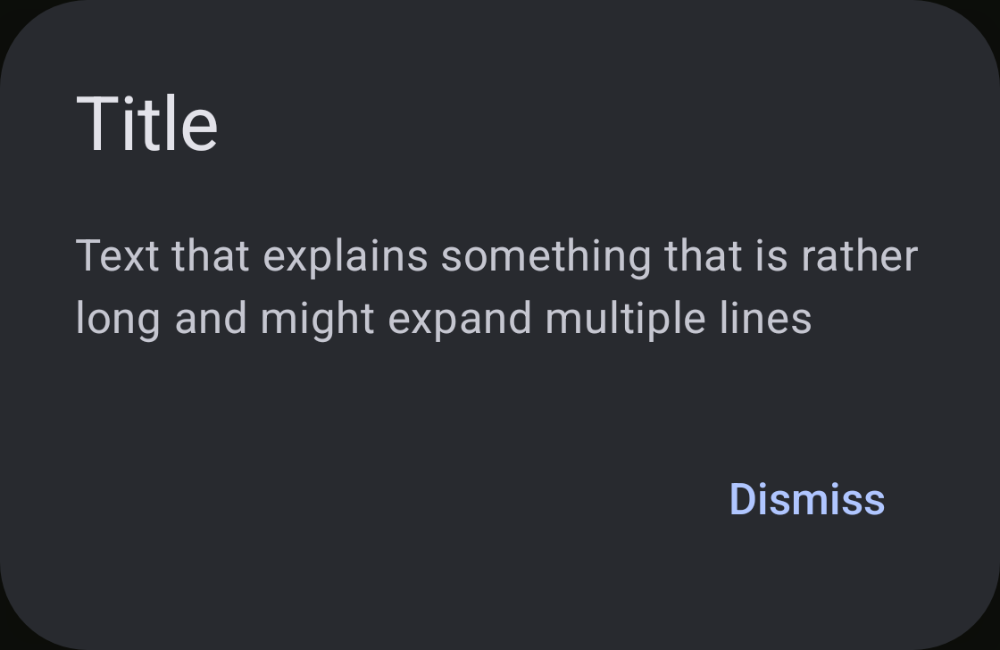 Title
Text that explains something that is rather
long and might expand multiple lines
Dismiss